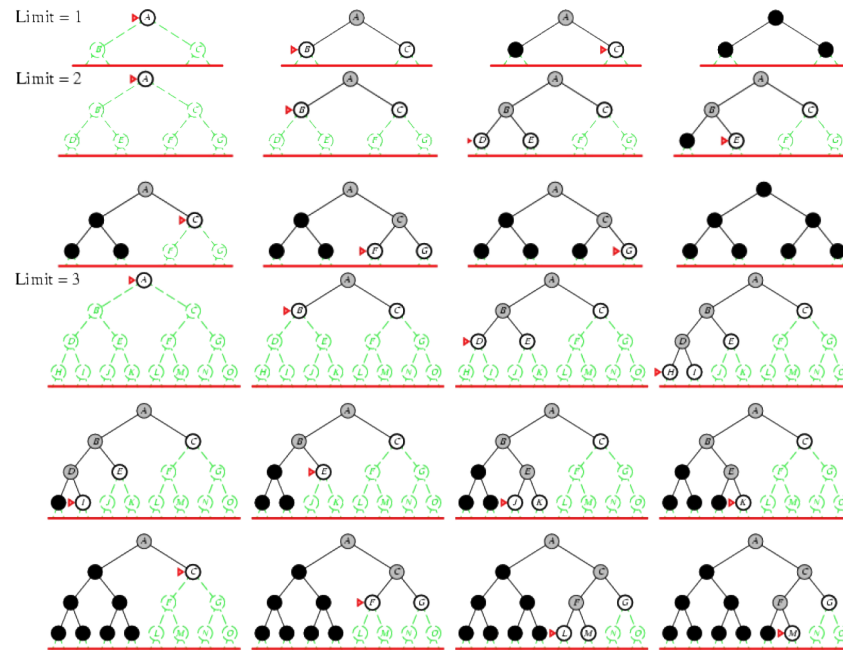 Limit = 1 A A A
B C B C C
Limit = 2 A A A A
B C B C B C B C
D E F G D E F G D E F G E F G
A A A
C C C
F G F G G
Limit = 3 A A A A
B C B C B C B C
D E F G D E F G D E F G D E F G
H I J K L M N O H I J K L M N O H I J K L M N O H I J K L M N O
A A A A
B C B C B C B C
D E F G E F G E F G E F G
I J K L M N O J K L M N O J K L M N O K L M N O
A A A A
C C C C
F G F G F G F G
L M N O L M N O L M N O M N O